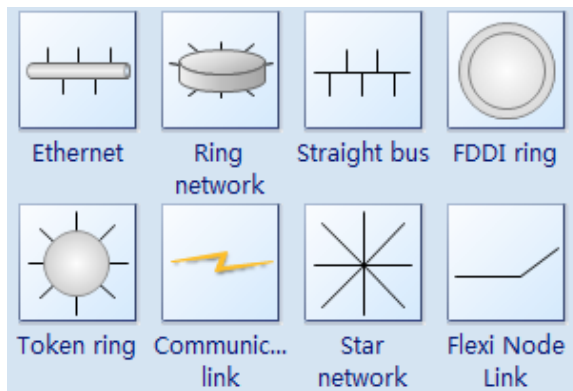 Ethernet
Ring
network
Straight bus
FDDI ring
Token ring
Communic...
link
Star
network
Flexi Node
Link